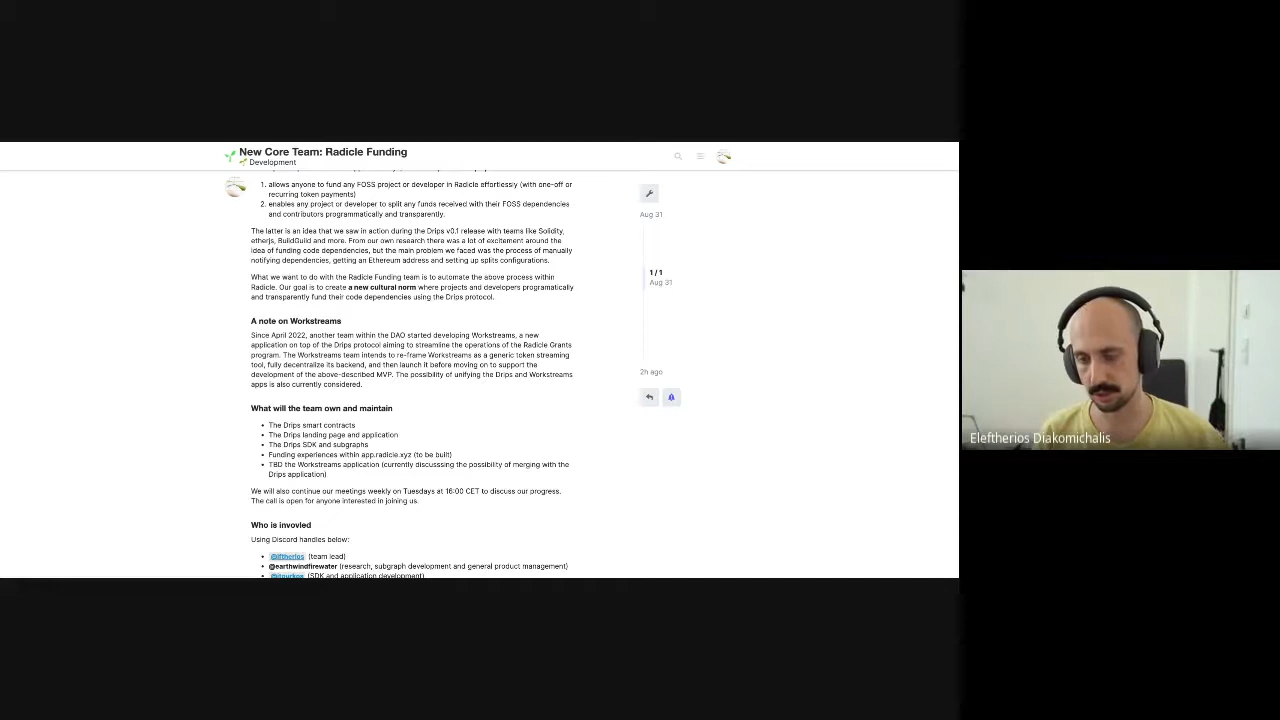 New Core Team: Radicle Funding
Development
1. allows anyone to fund any FOSS project or developer in Radicle effortlessly (with one-off or
recurring token payments)
2. enables any project or developer to split any funds received with their FOSS dependencies
and contributors programmatically and transparently.
The latter is an idea that we saw in action during the Drips v0.1 release with teams like Solidity,
etherjs, BuildGuild and more. From our own research there was a lot of excitement around the
idea of funding code dependencies, but the main problem we faced was the process of manually
notifying dependencies, getting an Ethereum address and setting up splits configurations.
What we want to do with the Radicle Funding team is to automate the above process within
Radicle. Our goal is to create a new cultural norm where projects and developers programatically
and transparently fund their code dependencies using the Drips protocol.
A note on Workstreams
Since April 2022, another team within the DAO started developing Workstreams, a new
application on top of the Drips protocol aiming to streamline the operations of the Radicle Grants
program. The Workstreams team intends to re-frame Workstreams as a generic token streaming
tool, fully decentralize its backend, and then launch it before moving on to support the
development of the above-described MVP. The possibility of unifying the Drips and Workstreams
apps is also currently considered.
What will the team own and maintain
• The Drips smart contracts
• The Drips landing page and application
• The Drips SDK and subgraphs
• Funding experiences within app.radicle.xyz (to be built)
• TBD the Workstreams application (currently discusssing the possibility of merging with the
Drips application)
We will also continue our meetings weekly on Tuesdays at 16:00 CET to discuss our progress.
The call is open for anyone interested in joining us.
Who is invovled
Using Discord handles below:
• @lftherios (team lead)
• @earthwindfirewater (research, subgraph development and general product management)
(SDK and application development)
Aug 31
1 / 1
Aug 31
2h ago
Eleftherios Diakomichalis